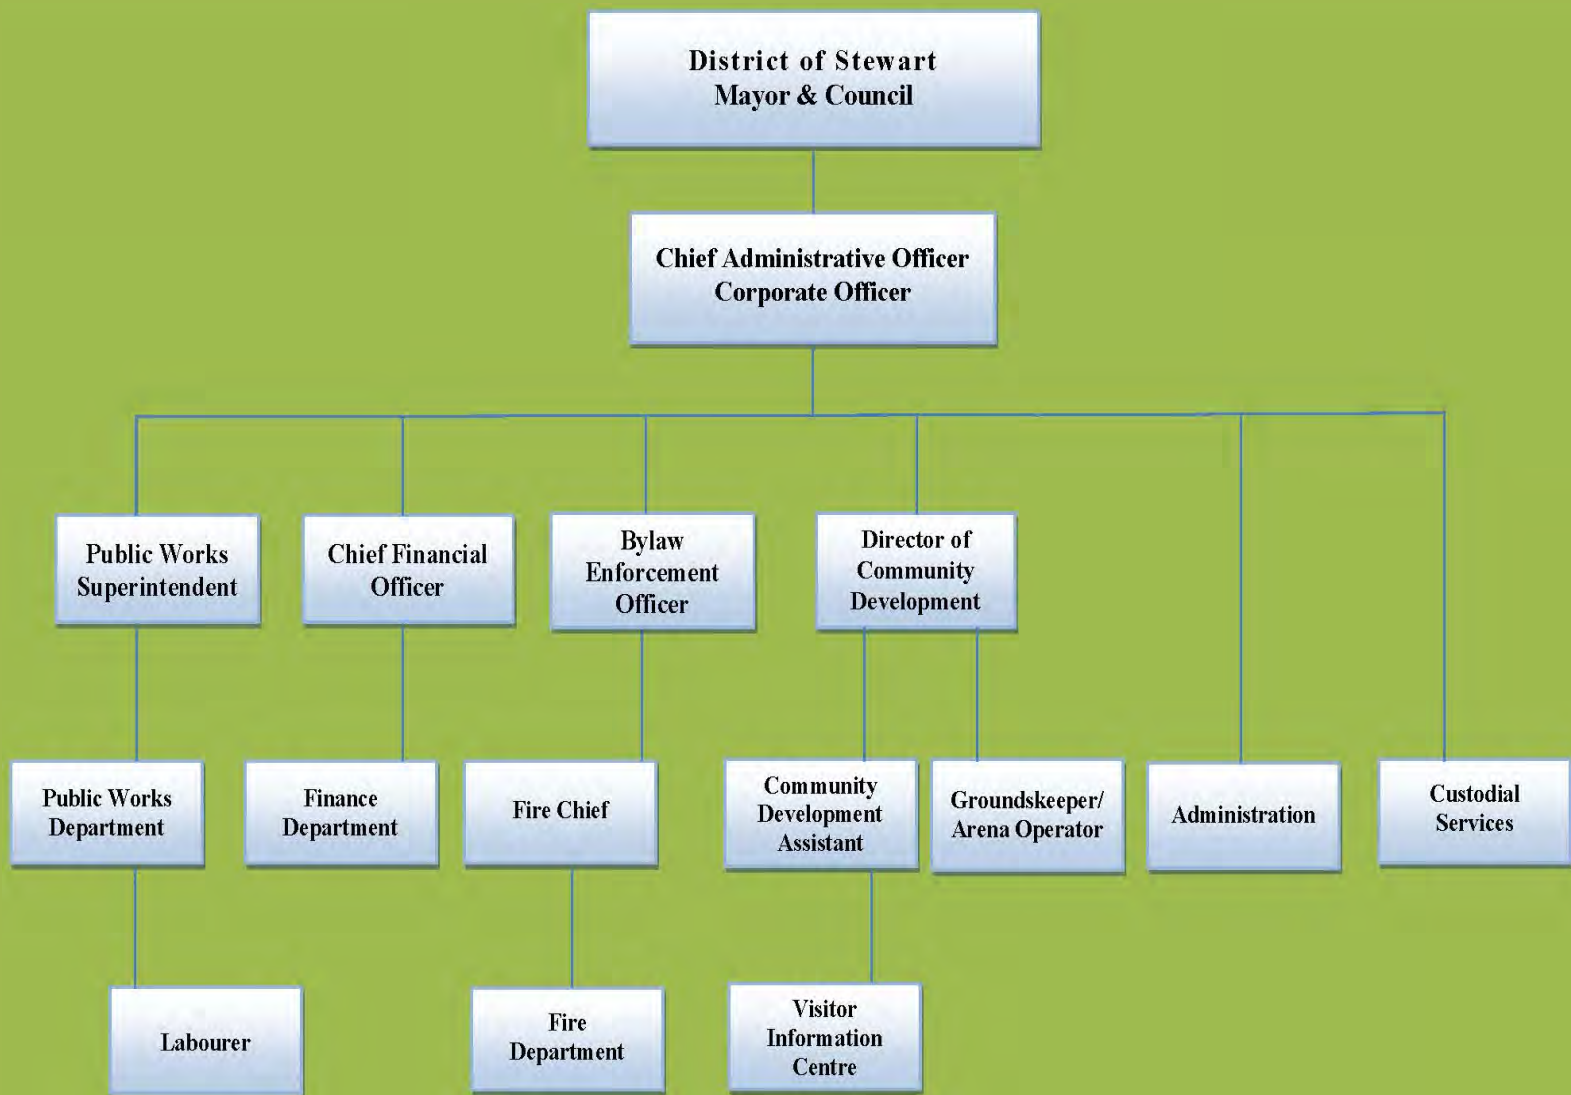 District of Stewart
Mayor & Council
Chief Administrative Officer
Corporate Officer
Public Works
Superintendent
Chief Financial
Officer
Bylaw
Enforcement
Officer
Director of
Community
Development
Public Works
Department
Finance
Department
Fire Chief
Community
Development
Assistant
Groundskeeper/
Arena Operator
Administration
Custodial
Services
Labourer
Fire
Department
Visitor
Information
Centre